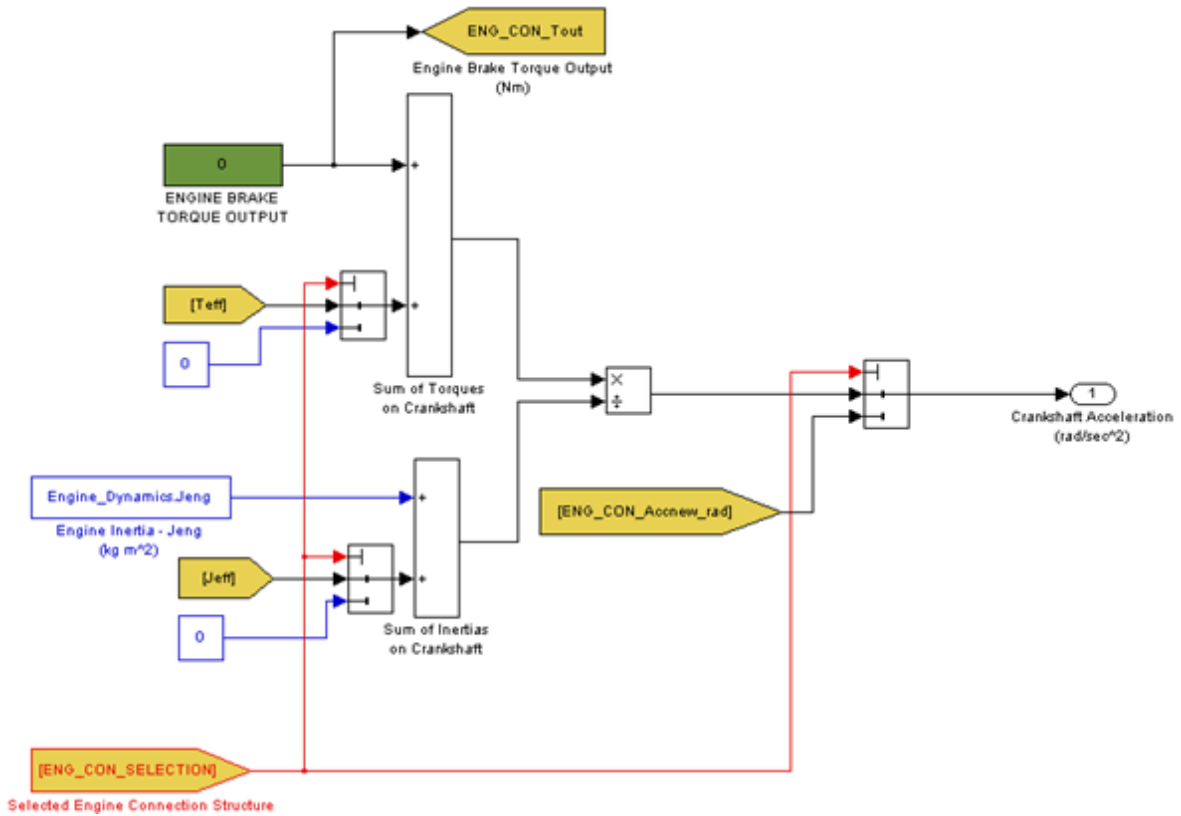 ENG_CON_Tout
Engine Brake Torque Output
(Nm)
0
ENGINE BRAKE
TORQUE OUTPUT
+
[Teff]
+
0
Sum of Torques
on Crankshaft
×
÷
1
Crankshaft Acceleration
(rad/sec^2)
Engine_Dynamics.Jeng
Engine Inertia - Jeng
(kg m^2)
+
[ENG_CON_Accnew_rad]
[Jeff]
+
0
Sum of Inertias
on Crankshaft
[ENG_CON_SELECTION]
Selected Engine Connection Structure